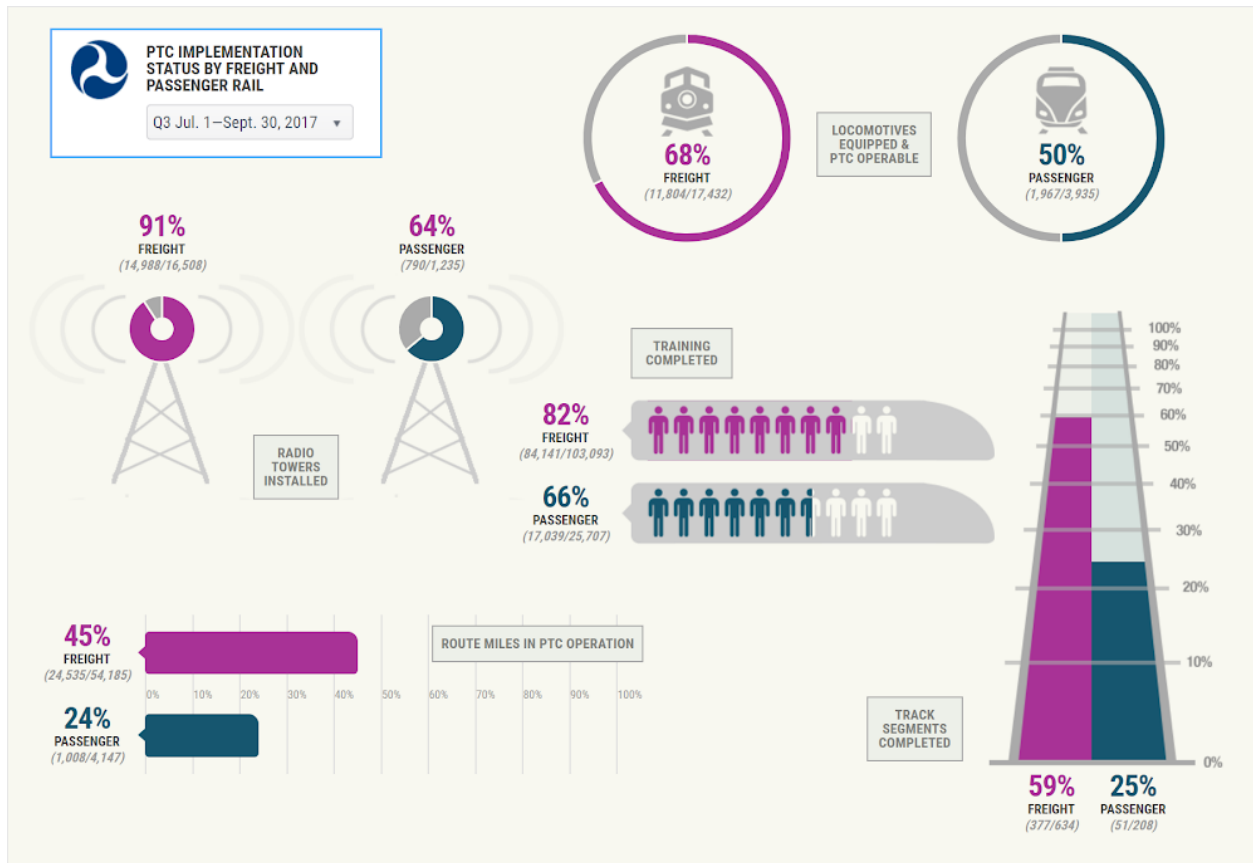 PTC IMPLEMENTATION
STATUS BY FREIGHT AND
PASSENGER RAIL
Q3 Jul. 1—Sept. 30, 2017
68%
FREIGHT
(11,804/17,432)
LOCOMOTIVES
EQUIPPED &
PTC OPERABLE
50%
PASSENGER
(1,967/3,935)
91%
FREIGHT
(14,988/16,508)
64%
PASSENGER
(790/1,235)
RADIO
TOWERS
INSTALLED
TRAINING
COMPLETED
82%
FREIGHT
(84,141/103,093)
66%
PASSENGER
(17,039/25,707)
100%
90%
80%
70%
60%
50%
40%
30%
20%
10%
0%
TRACK
SEGMENTS
COMPLETED
59%
FREIGHT
(377/634)
25%
PASSENGER
(51/208)
ROUTE MILES IN PTC OPERATION
45%
FREIGHT
(24,535/54,185)
0% 10% 20% 30% 40% 50% 60% 70% 80% 90% 100%
24%
PASSENGER
(1,008/4,147)